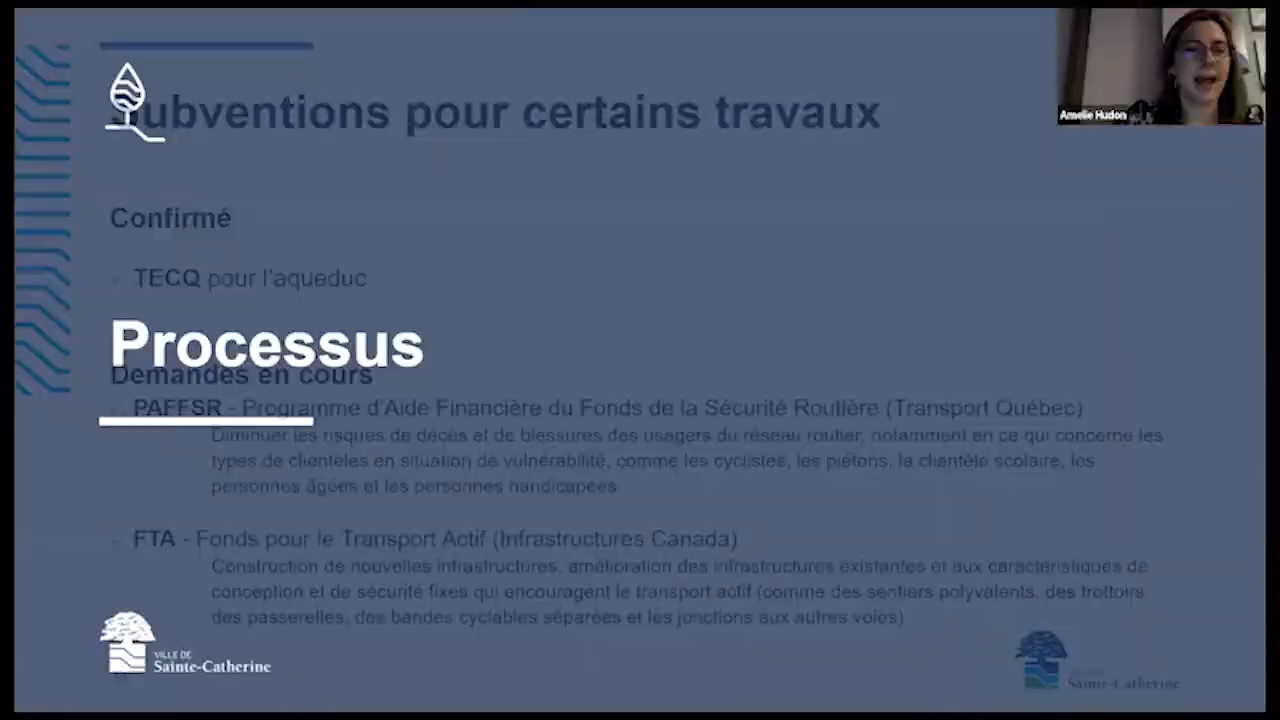 Subventions pour certains travaux
Amelie Hudon
Confirmé
- TECQ pour l'aqueduc
Processus
Demandes en cours
- PAFFSR - Programme d'Aide Financière du Fonds de la Sécurité Routière (Transport Québec)
Diminuer les risques de décès et de blessures des usagers du réseau routier, notamment en ce qui concerne les
types de clientèles en situation de vulnérabilité, comme les cyclistes, les piétons, la clientèle scolaire, les
personnes âgées et les personnes handicapées.
- FTA - Fonds pour le Transport Actif (Infrastructures Canada)
Construction de nouvelles infrastructures, amélioration des infrastructures existantes et aux caractéristiques de
conception et de sécurité fixes qui encouragent le transport actif (comme des sentiers polyvalents, des trottoirs
des passerelles, des bandes cyclables séparées et les jonctions aux autres voies)
VILLE DE
Sainte-Catherine
Sainte-Catherine